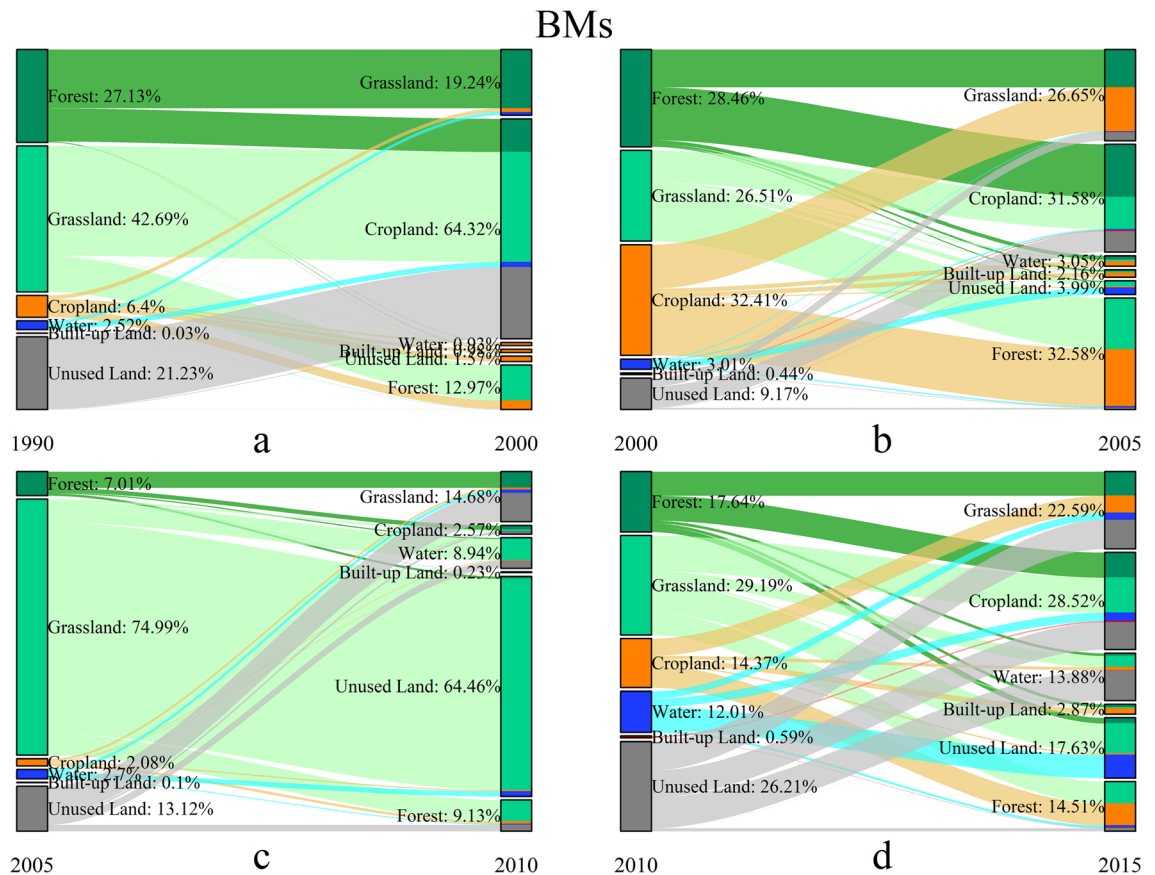 BMs
Forest: 27.13%
Grassland: 42.69%
Cropland: 6.4%
Water: 2.52%
Built-up Land: 0.03%
Unused Land: 21.23%
Grassland: 19.24%
Cropland: 64.32%
Water: 0.93%
Built-up Land:
Unused Land: 1.57%
Forest: 12.97%
1990
a
2000
Forest: 28.46%
Grassland: 26.51%
Cropland: 32.41%
Water: 3.01%
Built-up Land: 0.44%
Unused Land: 9.17%
Grassland: 26.65%
Cropland: 31.58%
Water: 3.05%
Built-up Land: 2.16%
Unused Land: 3.99%
Forest: 32.58%
2000
b
2005
Forest: 7.01%
Grassland: 74.99%
Cropland: 2.08%
Water: 2.7%
Built-up Land: 0.1%
Unused Land: 13.12%
Grassland: 14.68%
Cropland: 2.57%
Water: 8.94%
Built-up Land: 0.23%
Unused Land: 64.46%
Forest: 9.13%
2005
c
2010
Forest: 17.64%
Grassland: 29.19%
Cropland: 14.37%
Water: 12.01%
Built-up Land: 0.59%
Unused Land: 26.21%
Grassland: 22.59%
Cropland: 28.52%
Water: 13.88%
Built-up Land: 2.87%
Unused Land: 17.63%
Forest: 14.51%
2010
d
2015